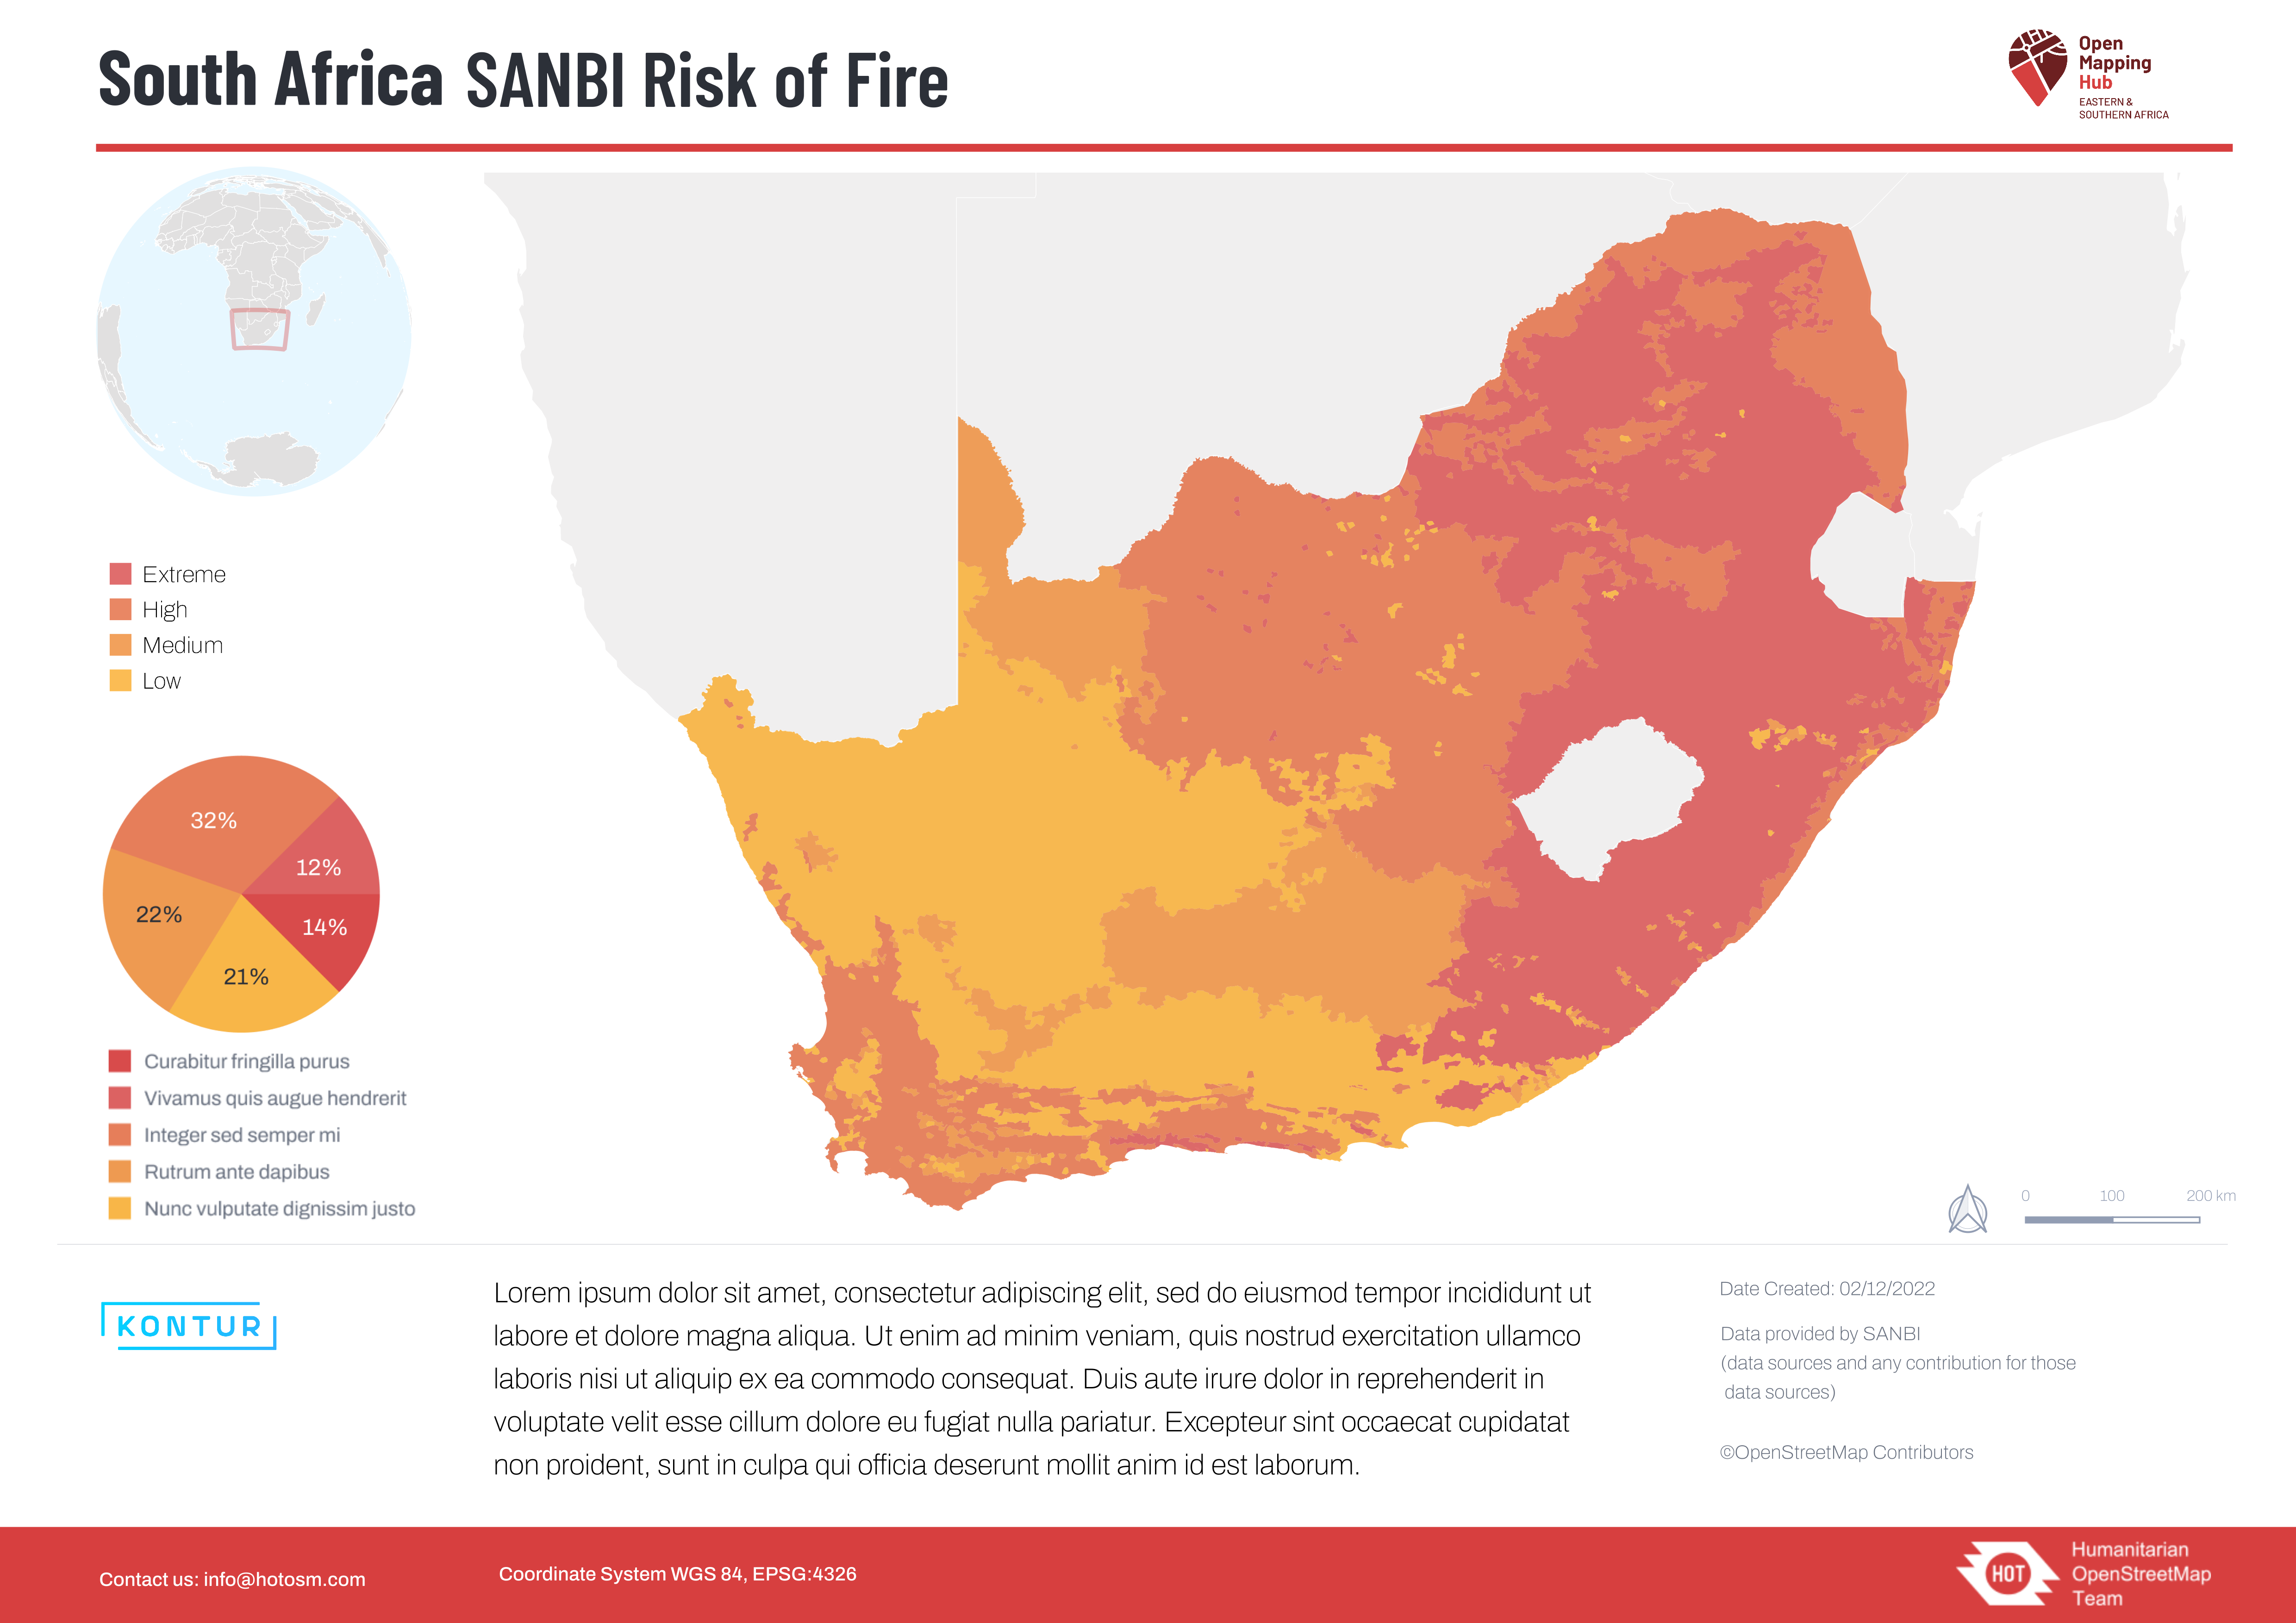 South Africa SANBI Risk of Fire
Open
Mapping
Hub
EASTERN &
SOUTHERN AFRICA
Extreme
High
Medium
Low
32%
12%
22%
14%
21%
Curabitur fringilla purus
Vivamus quis augue hendrerit
Integer sed semper mi
Rutrum ante dapibus
Nunc vulputate dignissim justo
0 100 200 km
KONTUR
Lorem ipsum dolor sit amet, consectetur adipiscing elit, sed do eiusmod tempor incididunt ut
labore et dolore magna aliqua. Ut enim ad minim veniam, quis nostrud exercitation ullamco
laboris nisi ut aliquip ex ea commodo consequat. Duis aute irure dolor in reprehenderit in
voluptate velit esse cillum dolore eu fugiat nulla pariatur. Excepteur sint occaecat cupidatat
non proident, sunt in culpa qui officia deserunt mollit anim id est laborum.
Date Created: 02/12/2022
Data provided by SANBI
(data sources and any contribution for those
data sources)
©OpenStreetMap Contributors
Contact us: info@hotosm.com
Coordinate System WGS 84, EPSG:4326
HOT
Humanitarian
OpenStreetMap
Team